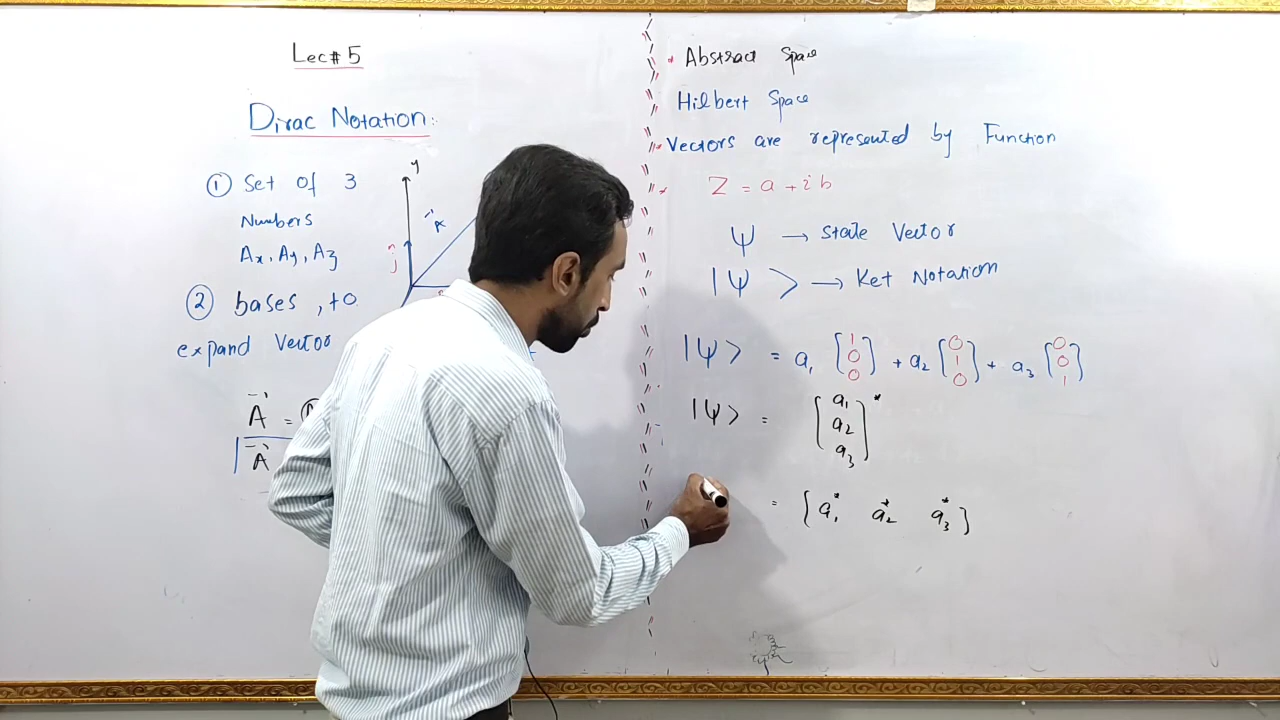 Lec# 5
Dirac Notation:
① Set of 3
Numbers
Ax, Ay, Az
② bases, to
expand Vector
y
A
j
A =
A
Abstract Space
Hilbert Space
Vectors are represented by Function
Z = a + i b
ψ → State Vector
|ψ > → Ket Notation
|ψ > = a₁ [1 0 0] + a₂ [0 1 0] + a₃ [0 0 1]
|ψ > = [a₁ a₂ a₃]*
= [a₁* a₂* a₃*]